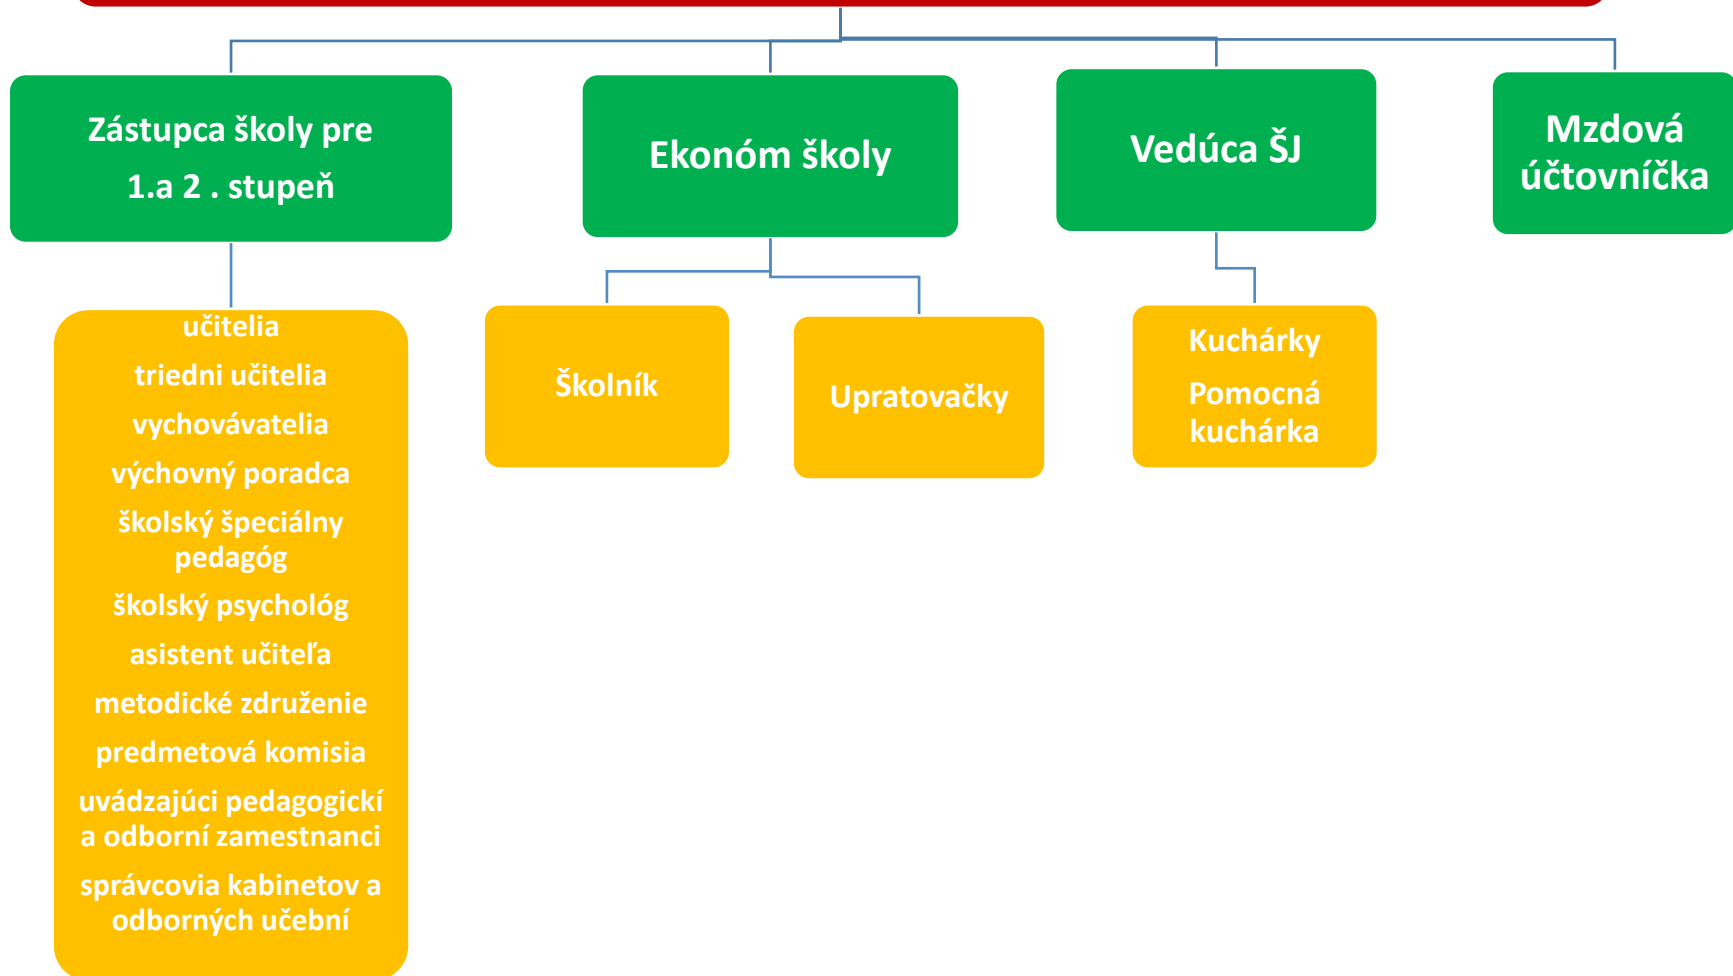 Zástupca školy pre
1.a 2 . stupeň
Ekonóm školy
Vedúca ŠJ
Mzdová
účtovníčka
učitelia
triedni učitelia
vychovávatelia
výchovný poradca
školský špeciálny
pedagóg
školský psychológ
asistent učiteľa
metodické združenie
predmetová komisia
uvádzajúci pedagogickí
a odborní zamestnanci
správcovia kabinetov a
odborných učební
Školník
Upratovačky
Kuchárky
Pomocná
kuchárka